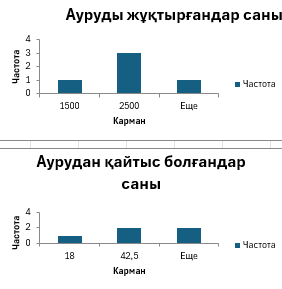 Ауруды жұқтырғандар саны
4
3
2
1
0
Частота
1500 2500 Еще
Карман
Частота
Аурудан қайтыс болғандар
саны
4
2
0
Частота
18 42,5 Еще
Карман
Частота